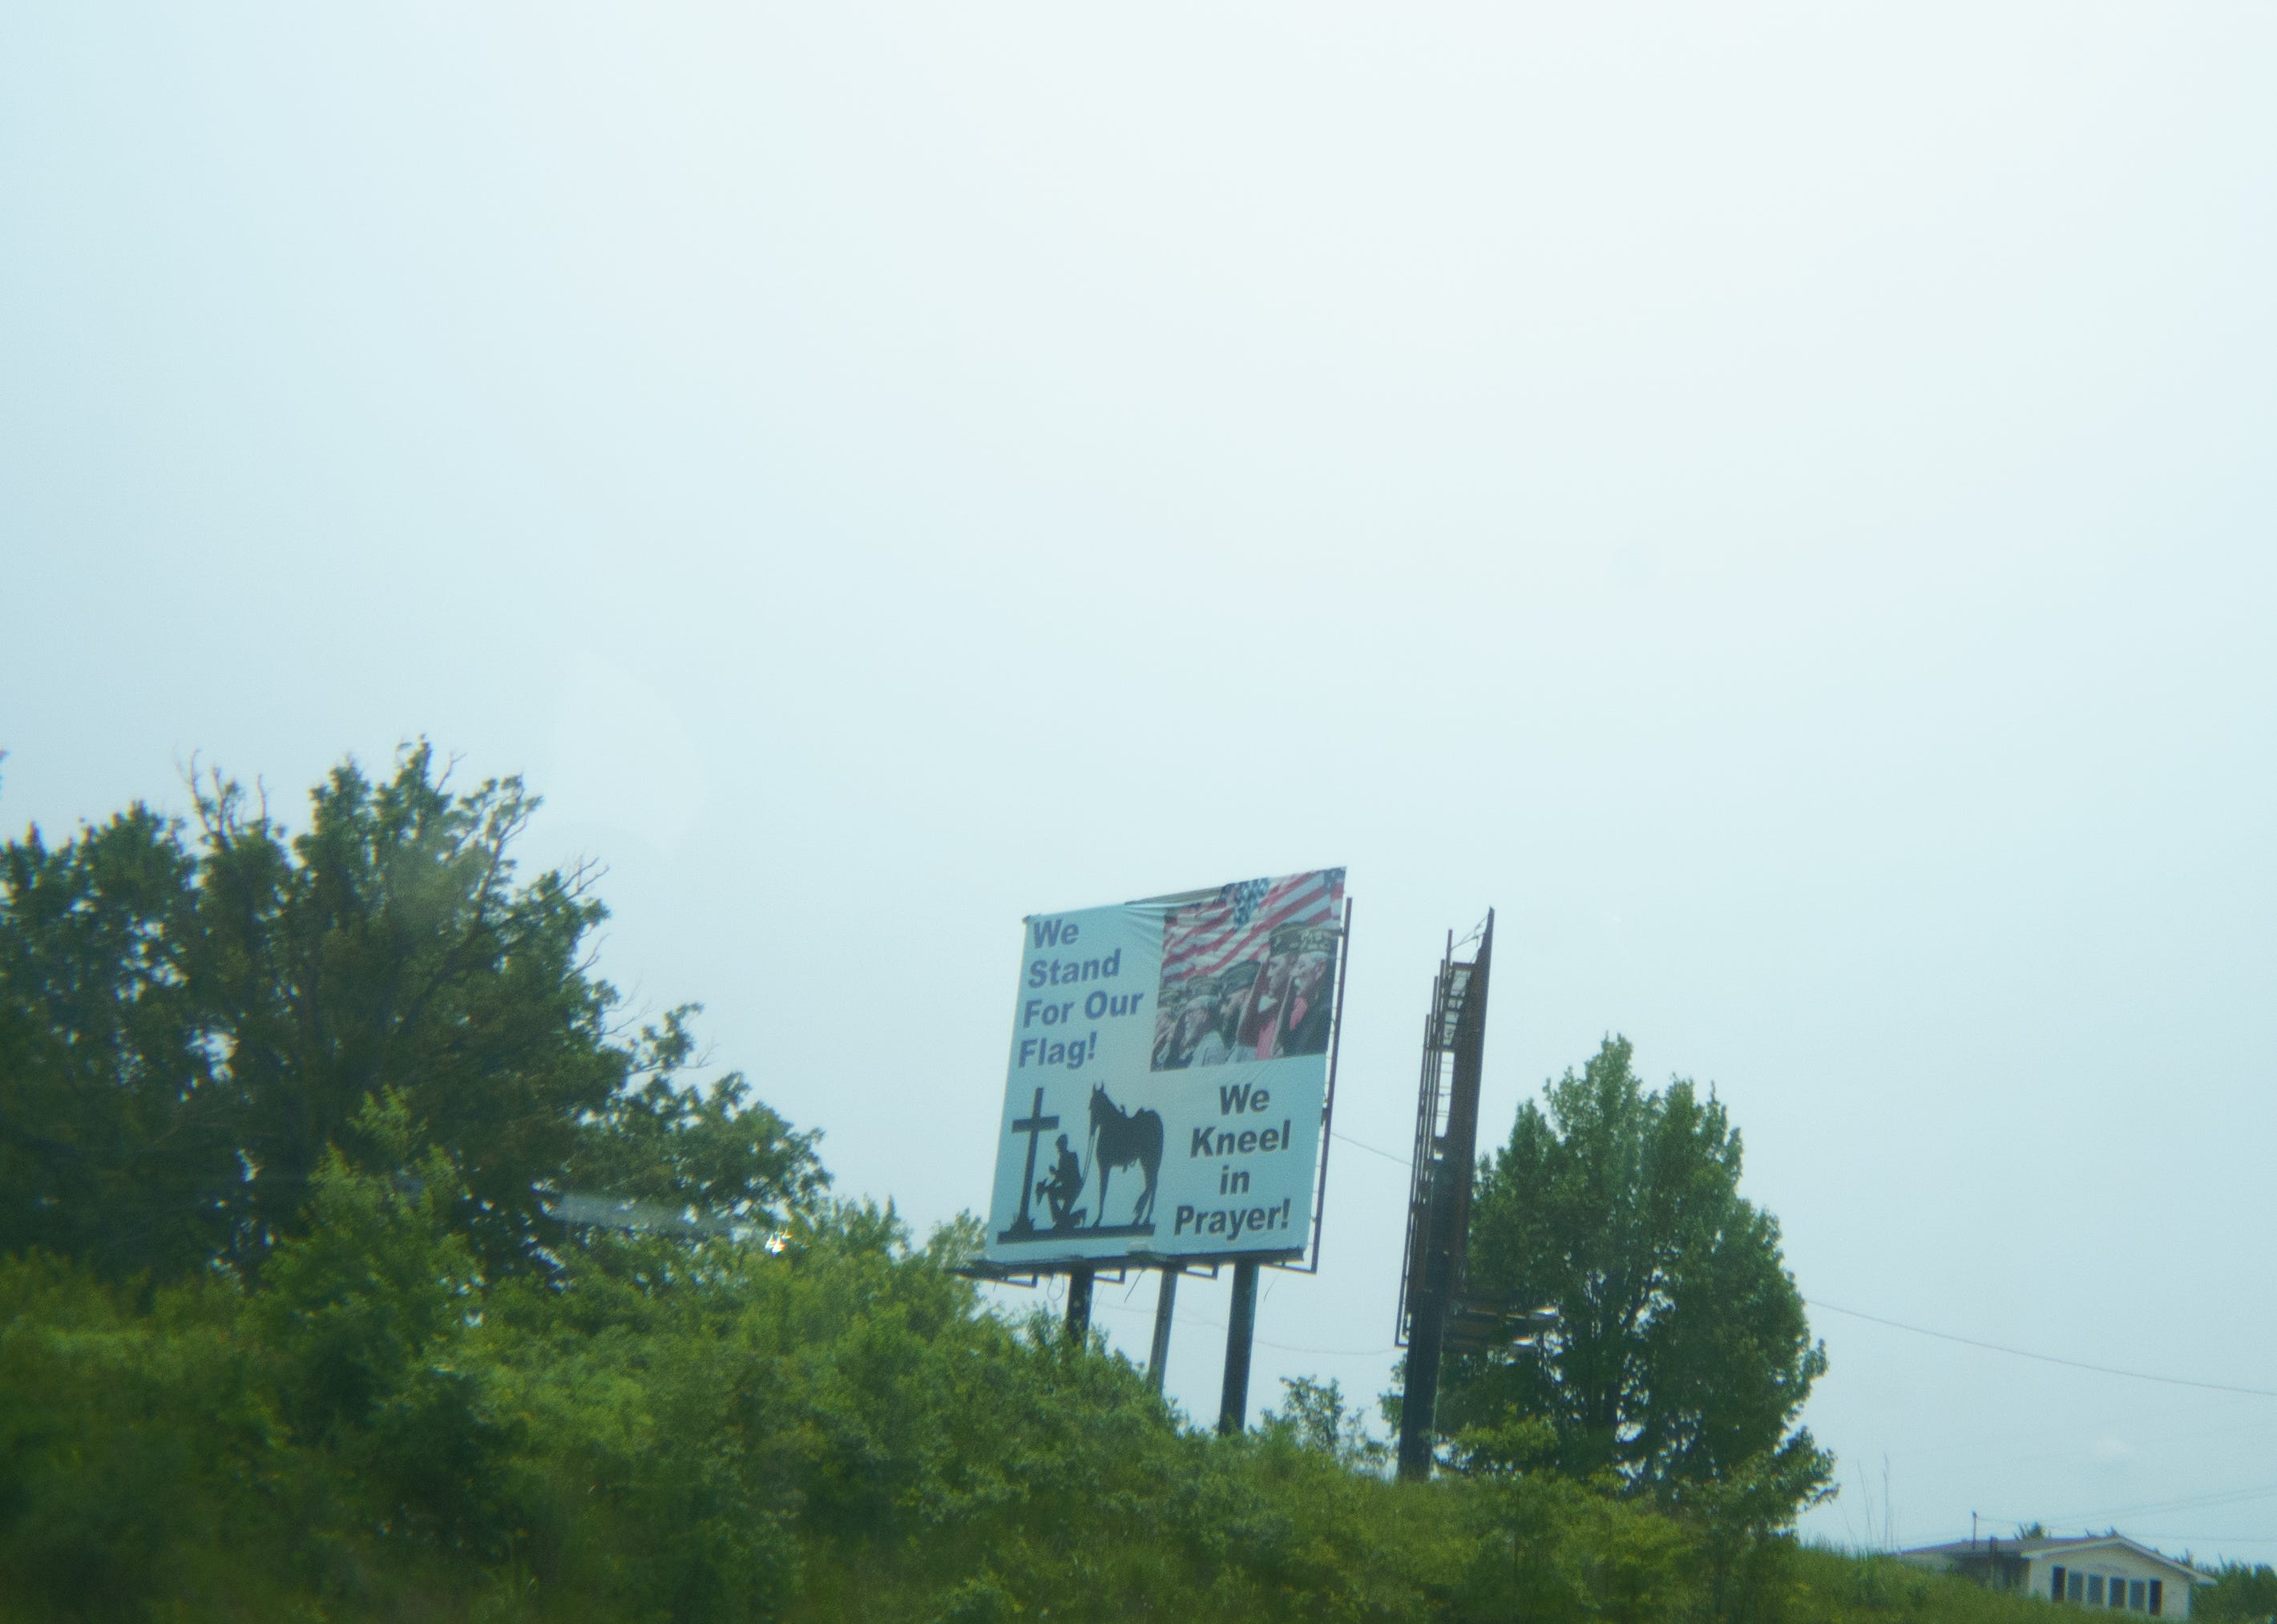 We
Stand
For Our
Flag!
We
Kneel
in
Prayer!